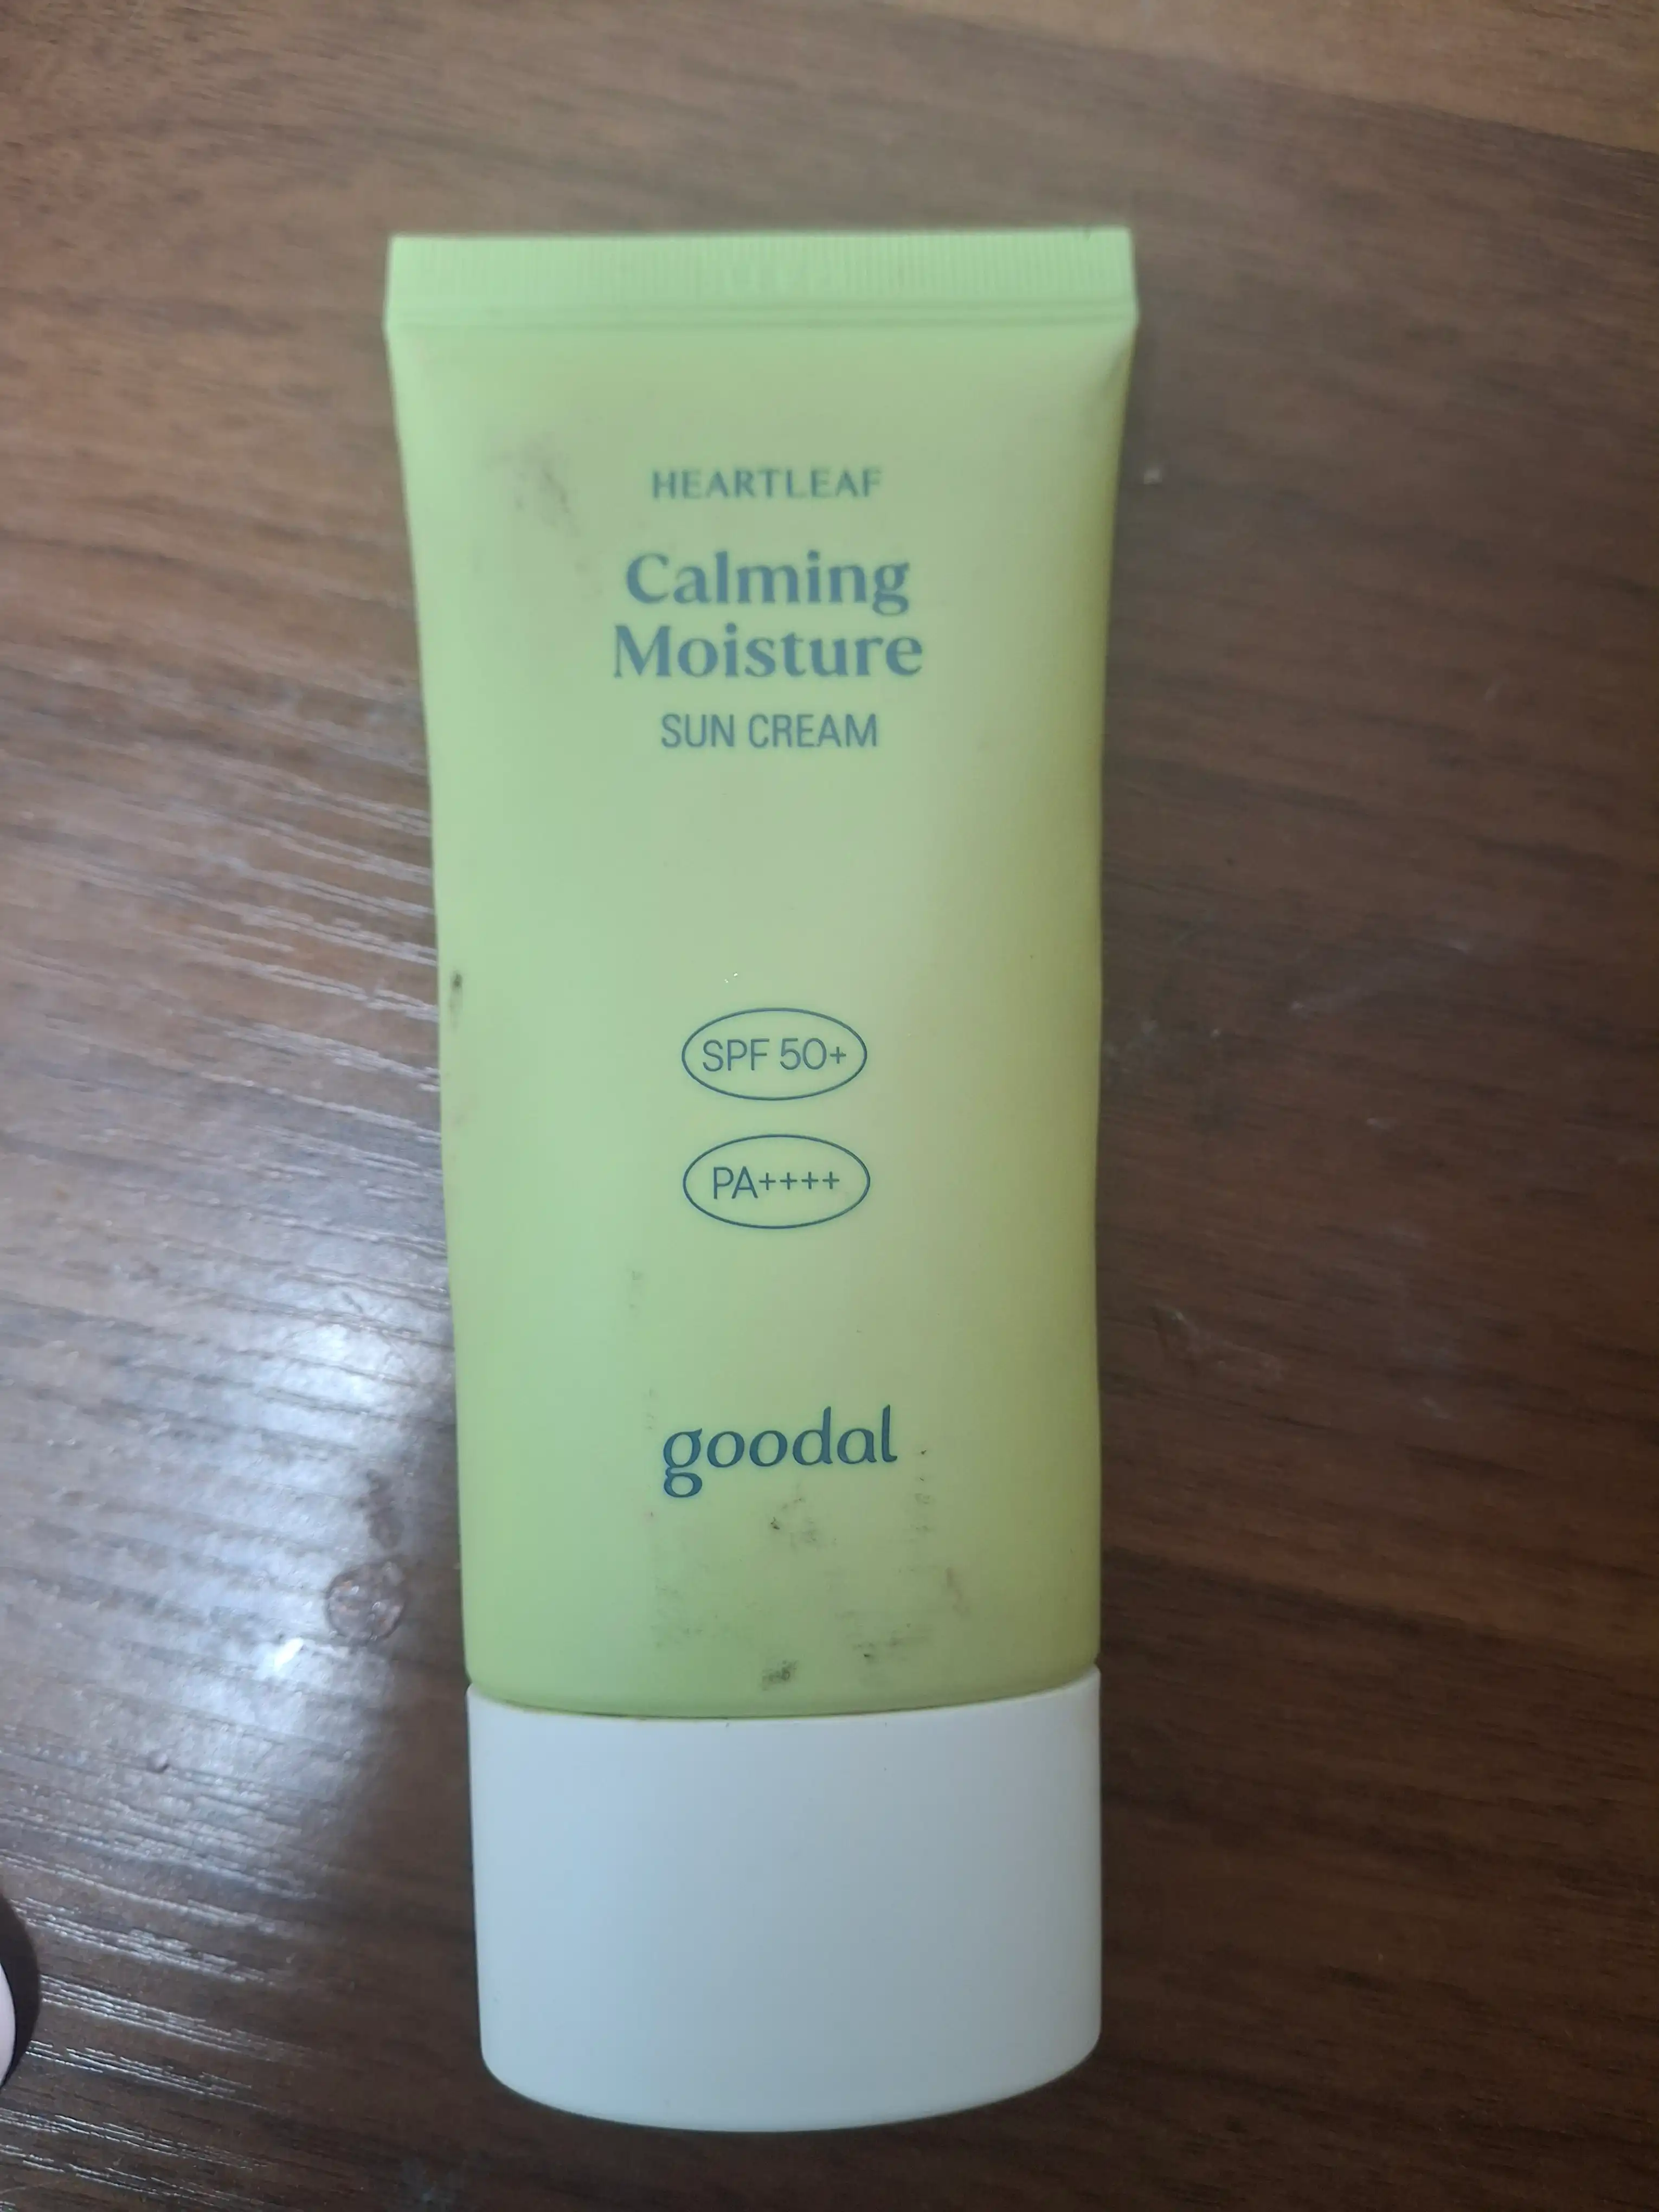 HEARTLEAF
Calming
Moisture
SUN CREAM
SPF 50+
PA++++
goodal